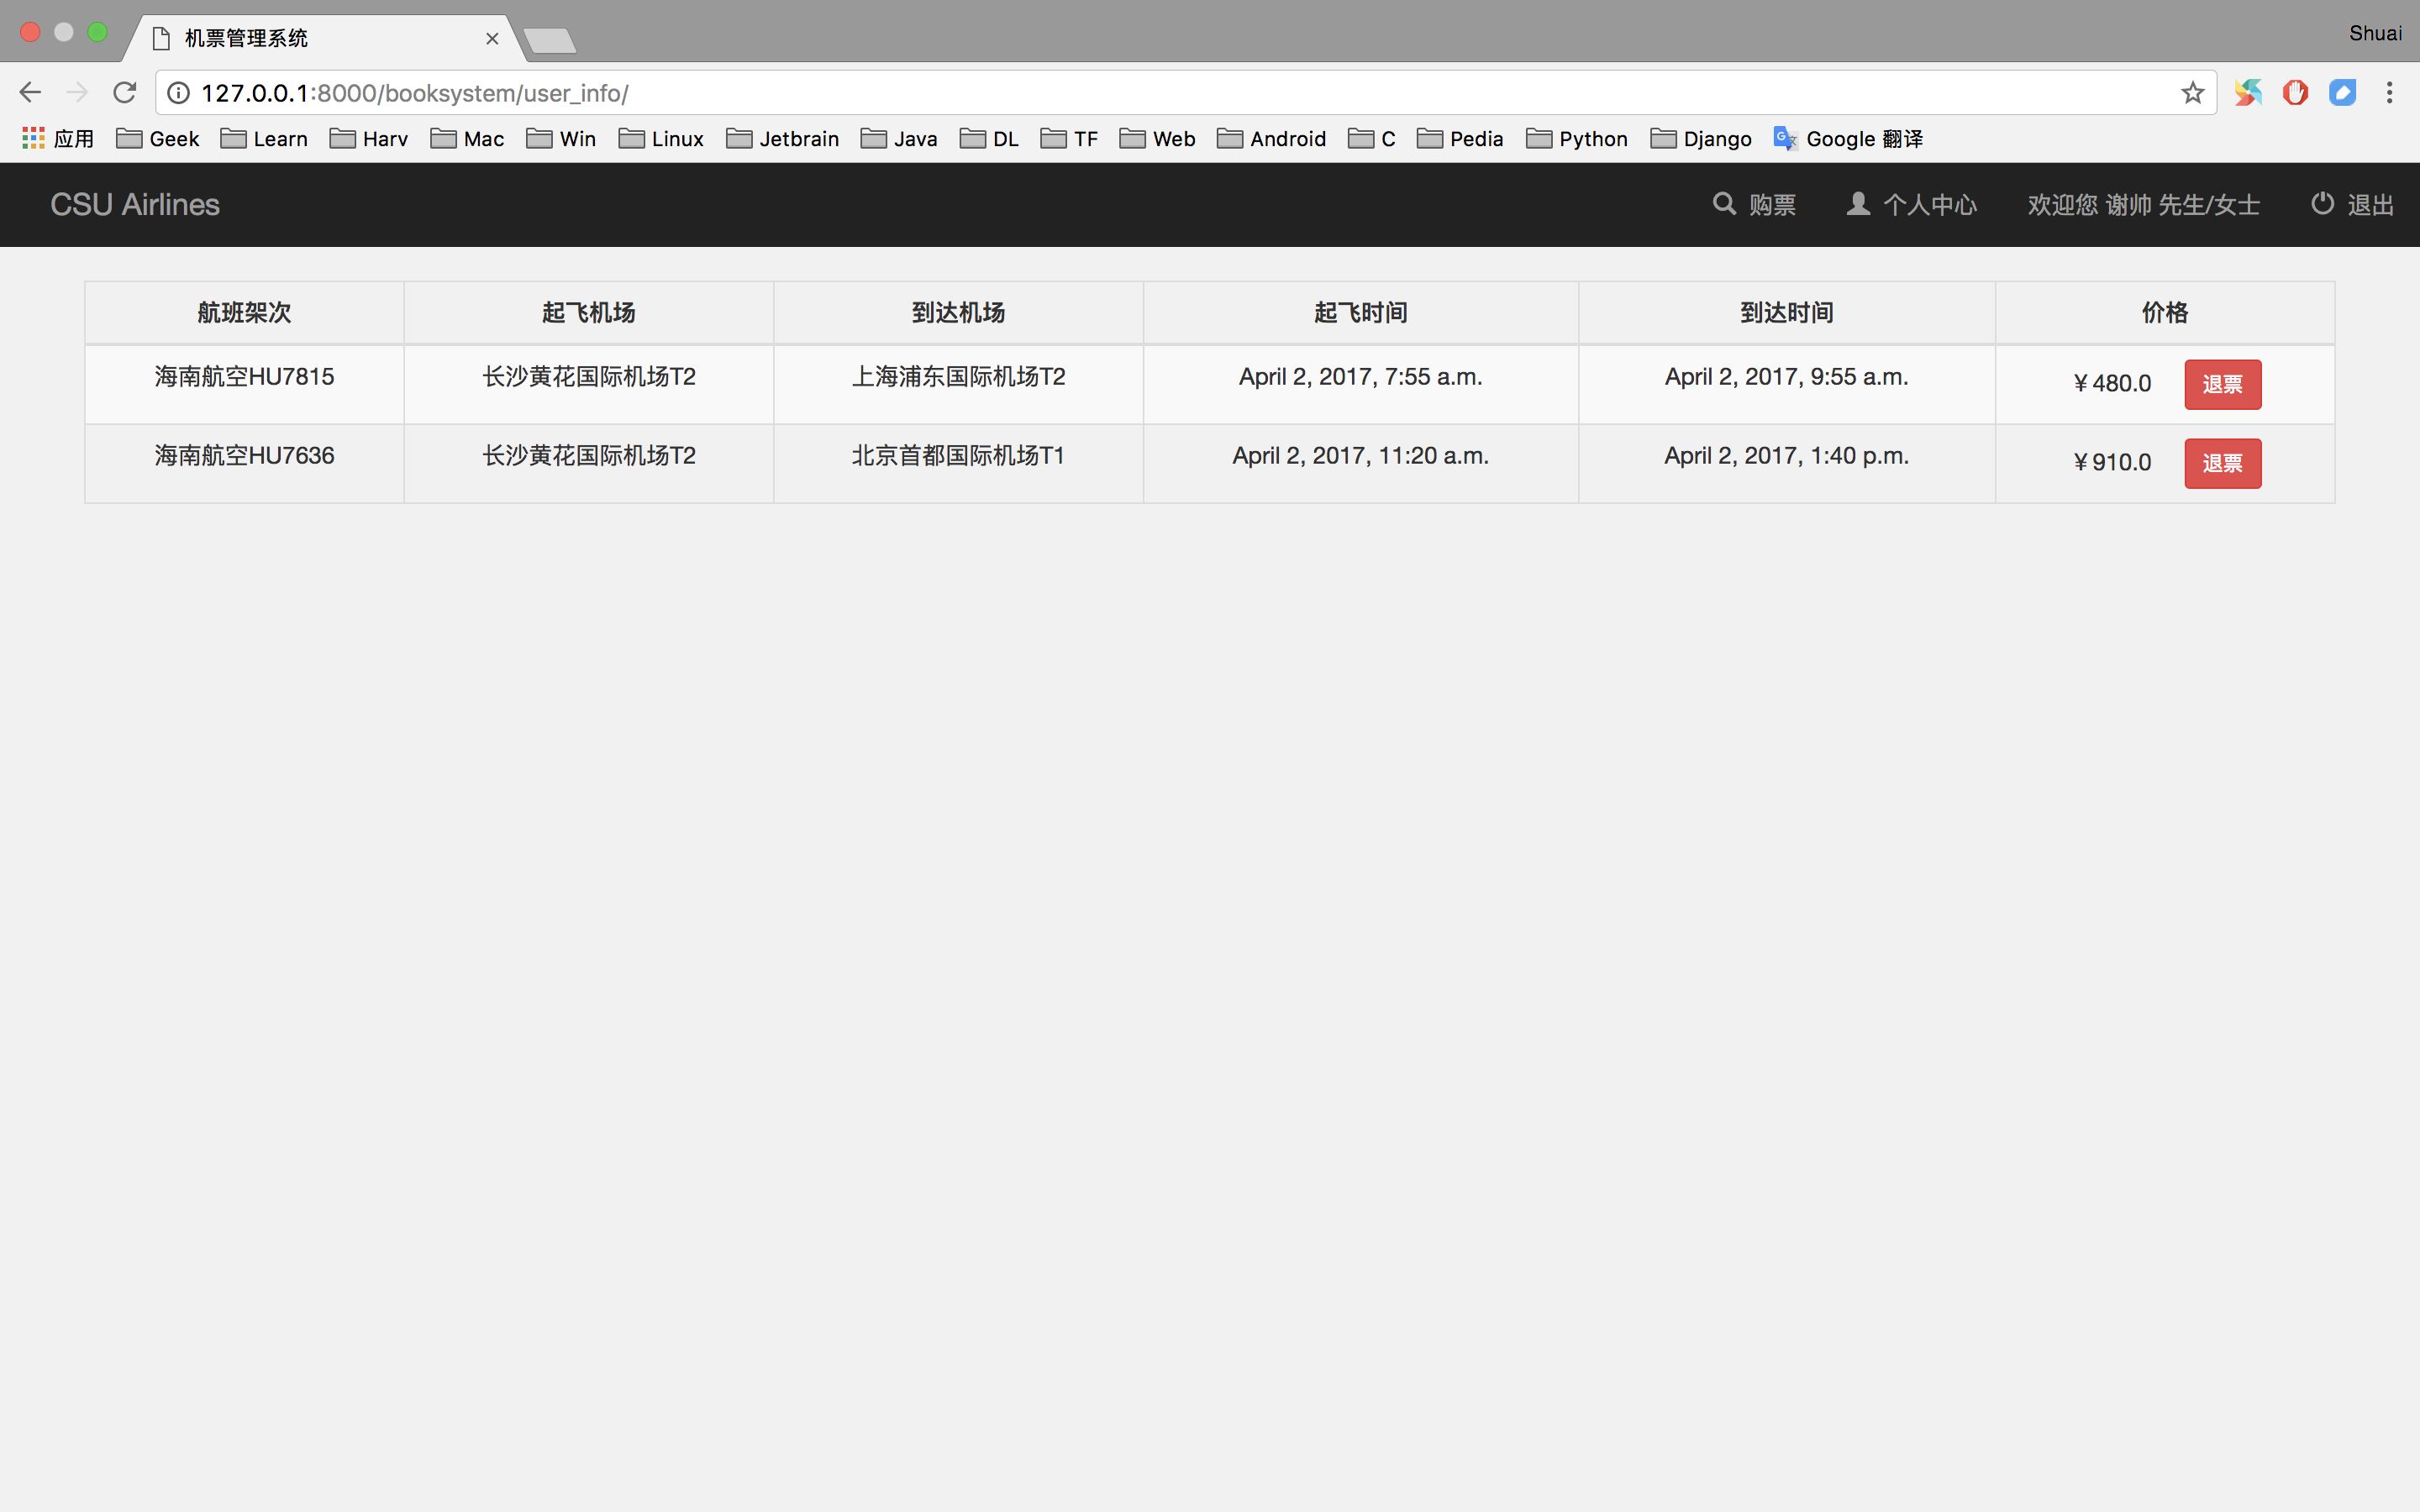 机票管理系统
Shuai
127.0.0.1:8000/booksystem/user_info/
应用 Geek Learn Harv Mac Win Linux Jetbrain Java DL TF Web Android C Pedia Python Django Google 翻译
CSU Airlines 购票 个人中心 欢迎您 谢帅 先生/女士 退出
航班架次 起飞机场 到达机场 起飞时间 到达时间 价格
海南航空HU7815 长沙黄花国际机场T2 上海浦东国际机场T2 April 2, 2017, 7:55 a.m. April 2, 2017, 9:55 a.m. ¥480.0 退票
海南航空HU7636 长沙黄花国际机场T2 北京首都国际机场T1 April 2, 2017, 11:20 a.m. April 2, 2017, 1:40 p.m. ¥910.0 退票